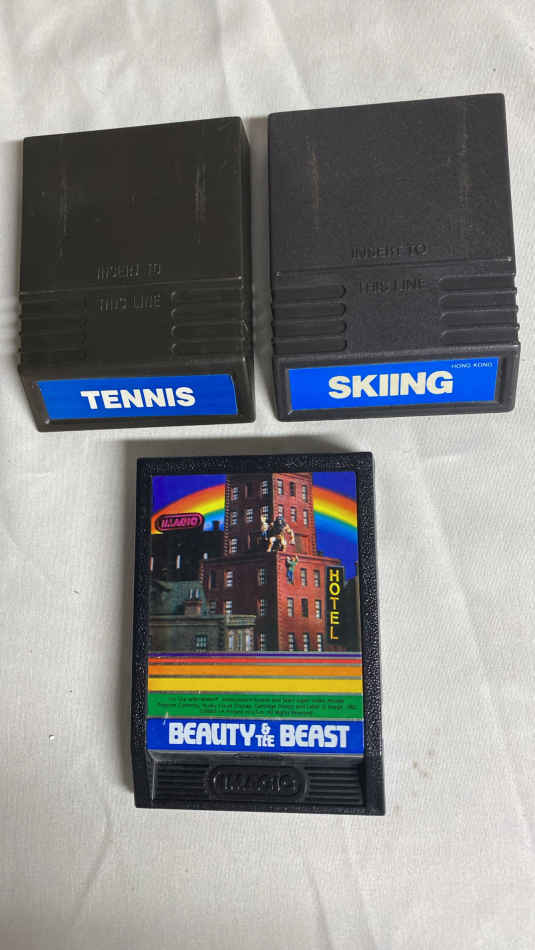 INSERT TO
THIS LINE
TENNIS
INSERT TO
THIS LINE
HONG KONG
SKIING
IMAGIC
HOTEL
BEAUTY & THE BEAST
IMAGIC